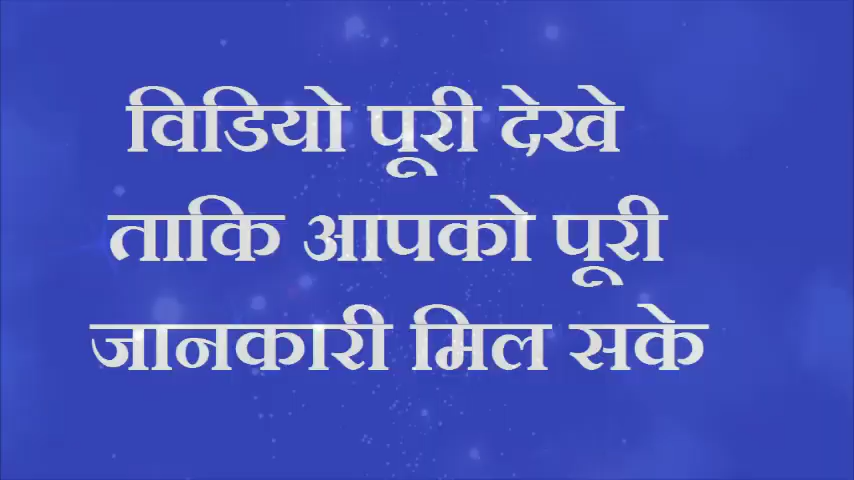 विडियो पूरी देखे
ताकि आपको पूरी
जानकारी मिल सके